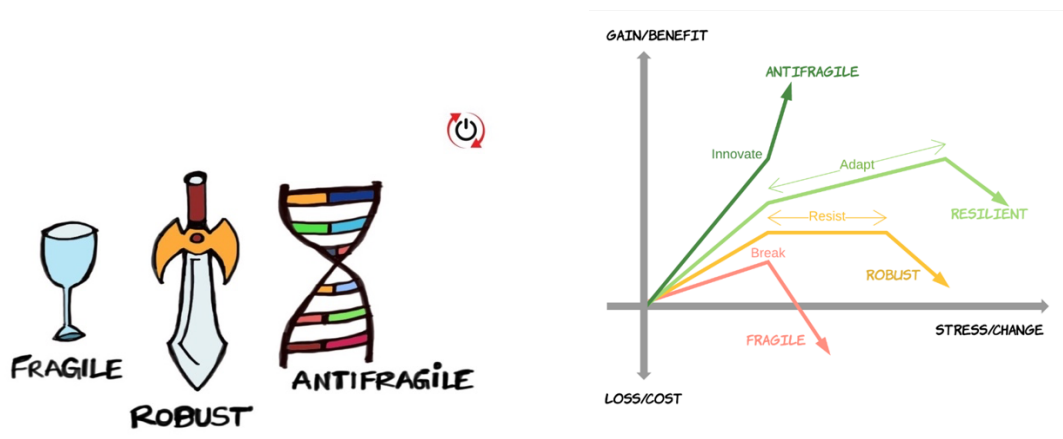 FRAGILE
ROBUST
ANTIFRAGILE
GAIN/BENEFIT
ANTIFRAGILE
Innovate
Adapt
RESILIENT
Resist
ROBUST
Break
FRAGILE
STRESS/CHANGE
LOSS/COST